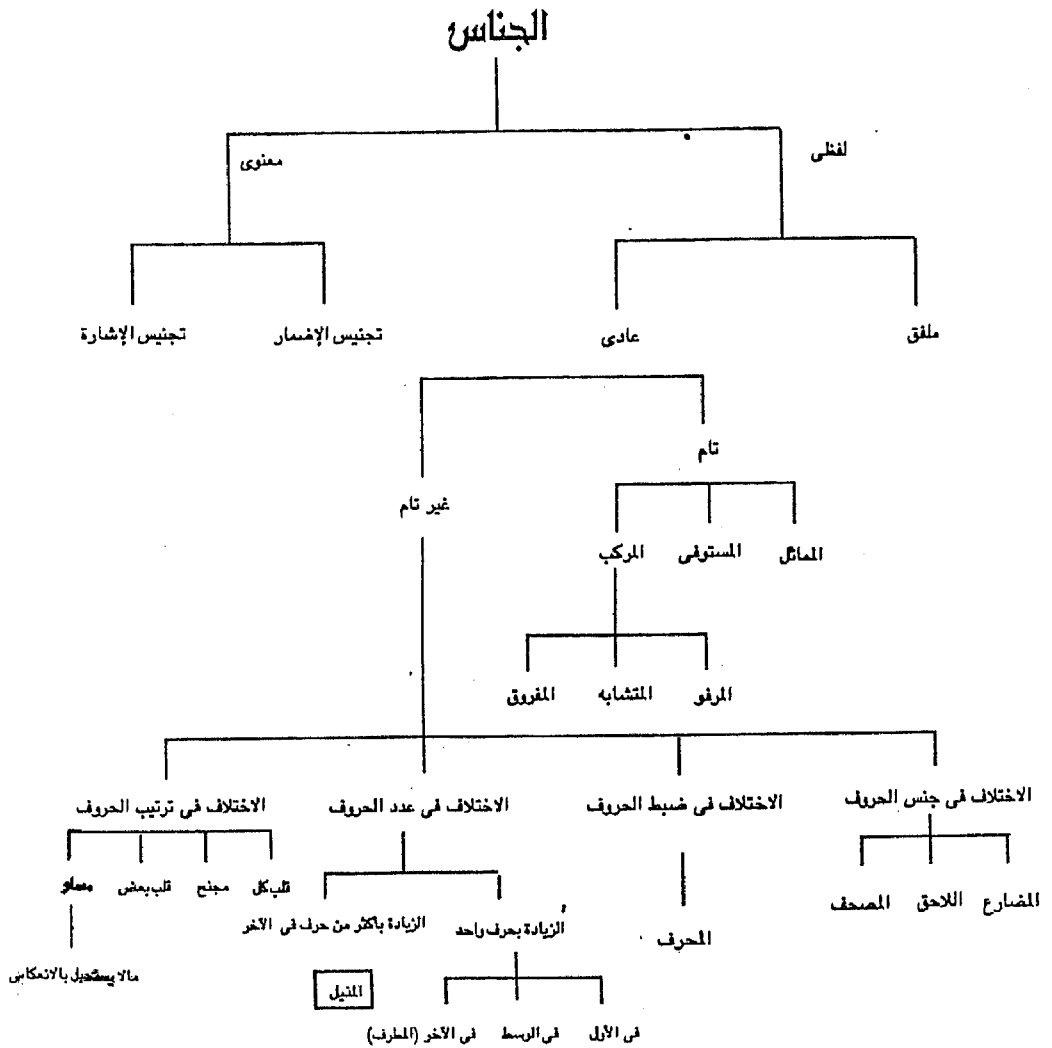 الجناس
لفظى
معنوى
ملفق
عادى
تجنيس الإضمار
تجنيس الإشارة
تام
غير تام
المماثل
المستوفى
المركب
المرفو
المتشابه
المفروق
الاختلاف فى جنس الحروف
الاختلاف فى ضبط الحروف
الاختلاف فى عدد الحروف
الاختلاف فى ترتيب الحروف
المضارع
اللاحق
المصحف
المحرف
الزيادة بحرف واحد
الزيادة باكثر من حرف فى الآخر
قلب كل
مجنح
قلب بعض
فى الأول
فى الوسط
فى الآخر (المطرف)
المذيل
مالا يستحيل بالانعكاس